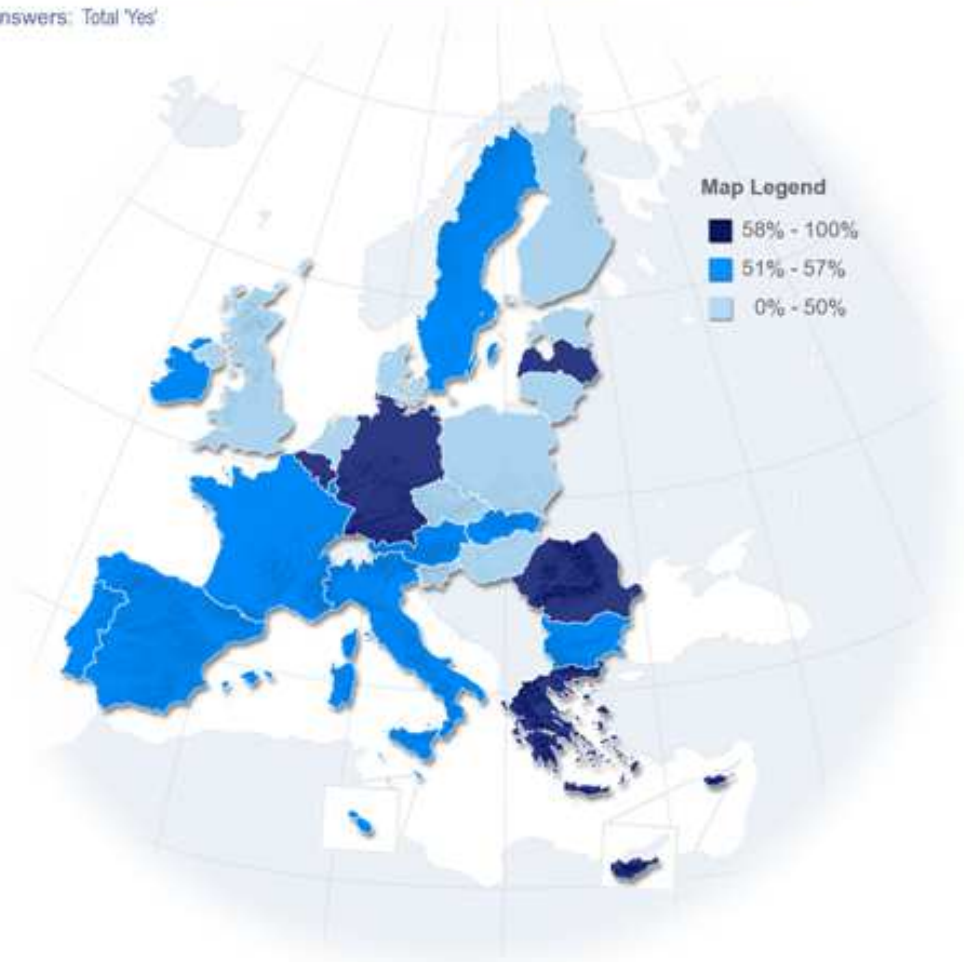 nswers: Total 'Yes'
Map Legend
58% - 100%
51% - 57%
0% - 50%